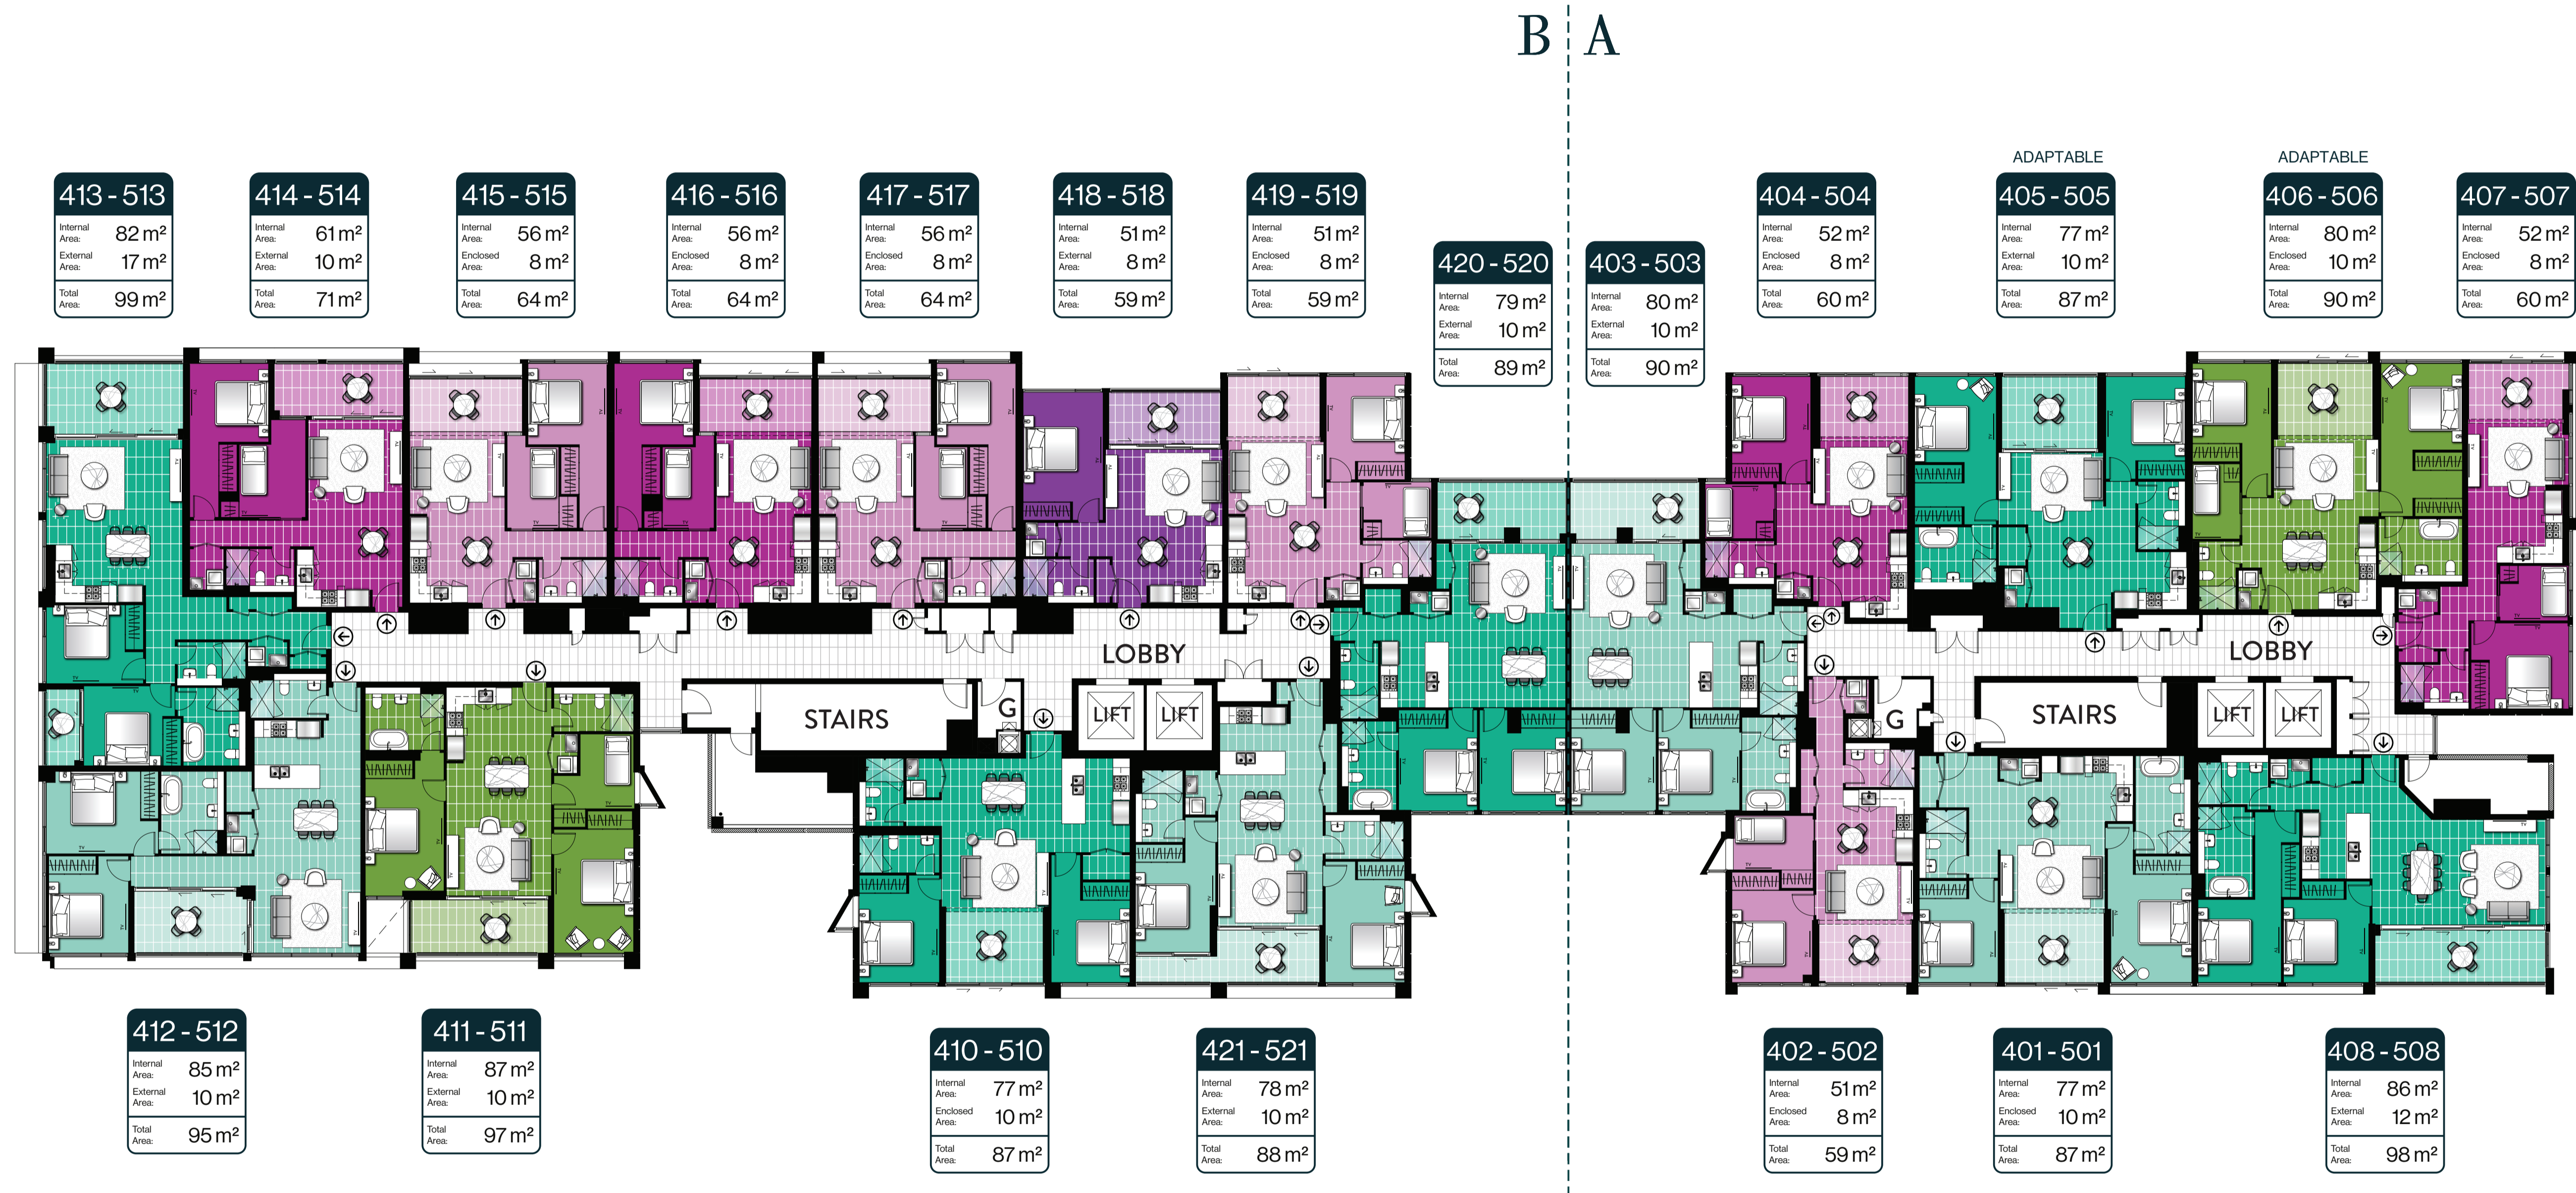 B A
ADAPTABLE
ADAPTABLE
413 - 513
Internal Area: 82 m²
External Area: 17 m²
Total Area: 99 m²
414 - 514
Internal Area: 61 m²
External Area: 10 m²
Total Area: 71 m²
415 - 515
Internal Area: 56 m²
Enclosed Area: 8 m²
Total Area: 64 m²
416 - 516
Internal Area: 56 m²
Enclosed Area: 8 m²
Total Area: 64 m²
417 - 517
Internal Area: 56 m²
Enclosed Area: 8 m²
Total Area: 64 m²
418 - 518
Internal Area: 51 m²
External Area: 8 m²
Total Area: 59 m²
419 - 519
Internal Area: 51 m²
Enclosed Area: 8 m²
Total Area: 59 m²
420 - 520
Internal Area: 79 m²
External Area: 10 m²
Total Area: 89 m²
403 - 503
Internal Area: 80 m²
External Area: 10 m²
Total Area: 90 m²
404 - 504
Internal Area: 52 m²
Enclosed Area: 8 m²
Total Area: 60 m²
405 - 505
Internal Area: 77 m²
External Area: 10 m²
Total Area: 87 m²
406 - 506
Internal Area: 80 m²
Enclosed Area: 10 m²
Total Area: 90 m²
407 - 507
Internal Area: 52 m²
Enclosed Area: 8 m²
Total Area: 60 m²
LOBBY
LOBBY
STAIRS
G
LIFT
LIFT
G
STAIRS
LIFT
LIFT
412 - 512
Internal Area: 85 m²
External Area: 10 m²
Total Area: 95 m²
411 - 511
Internal Area: 87 m²
External Area: 10 m²
Total Area: 97 m²
410 - 510
Internal Area: 77 m²
Enclosed Area: 10 m²
Total Area: 87 m²
421 - 521
Internal Area: 78 m²
External Area: 10 m²
Total Area: 88 m²
402 - 502
Internal Area: 51 m²
Enclosed Area: 8 m²
Total Area: 59 m²
401 - 501
Internal Area: 77 m²
Enclosed Area: 10 m²
Total Area: 87 m²
408 - 508
Internal Area: 86 m²
External Area: 12 m²
Total Area: 98 m²